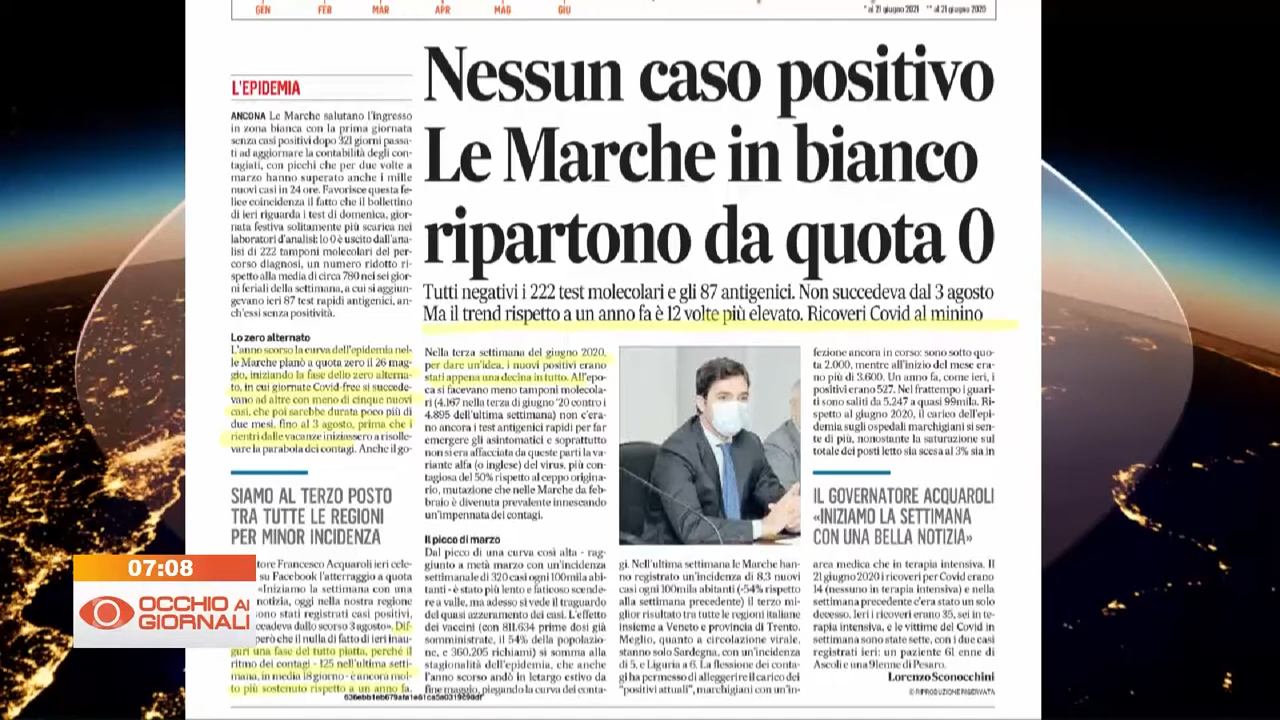 GEN FEB MAR APR MAG GIU
* al 21 giugno 2021 ** al 21 giugno 2020
L'EPIDEMIA
Nessun caso positivo
Le Marche in bianco
ripartono da quota 0
Tutti negativi i 222 test molecolari e gli 87 antigenici. Non succedeva dal 3 agosto
Ma il trend rispetto a un anno fa è 12 volte più elevato. Ricoveri Covid al minino
ANCONA Le Marche salutano l'ingresso
in zona bianca con la prima giornata
senza casi positivi dopo 321 giorni passa-
ti ad aggiornare la contabilità degli con-
tagiati, con picchi che per due volte a
marzo hanno superato anche i mille
nuovi casi in 24 ore. Favorisce questa fe-
lice coincidenza il fatto che il bollettino
di ieri riguarda i test di domenica, gior-
nata festiva solitamente più scarica nei
laboratori d'analisi: lo 0 è uscito dall'ana-
lisi di 222 tamponi molecolari del per-
corso diagnosi, un numero ridotto ri-
spetto alla media di circa 780 nei sei gior-
ni feriali della settimana, a cui si aggiun-
gevano ieri 87 test rapidi antigenici, an-
ch'essi senza positività.
Lo zero alternato
L'anno scorso la curva dell'epidemia nel-
le Marche planò a quota zero il 26 mag-
gio, iniziando la fase dello zero alterna-
to, in cui giornate Covid-free si succede-
vano ad altre con meno di cinque nuovi
casi, che poi sarebbe durata poco più di
due mesi, fino al 3 agosto, prima che i
rientri dalle vacanze iniziassero a risolle-
vare la parabola dei contagi. Anche il go-
SIAMO AL TERZO POSTO
TRA TUTTE LE REGIONI
PER MINOR INCIDENZA
tore Francesco Acquaroli ieri cele-
su Facebook l'atterraggio a quota
«Iniziamo la settimana con una
notizia, oggi nella nostra regione
ono stati registrati casi positivi,
ccadeva dallo scorso 3 agosto». Dif-
però che il nulla di fatto di ieri inau-
guri una fase del tutto piatta, perché il
ritmo dei contagi - 125 nell'ultima setti-
mana, in media 18 giorno - è ancora mol-
to più sostenuto rispetto a un anno fa.
Nella terza settimana del giugno 2020,
per dare un'idea, i nuovi positivi erano
stati appena una decina in tutto. All'epo-
ca si facevano meno tamponi molecola-
ri (4.167 nella terza di giugno '20 contro i
4.895 dell'ultima settimana) non c'era-
no ancora i test antigenici rapidi per far
emergere gli asintomatici e soprattutto
non si era affacciata da queste parti la va-
riante alfa (o inglese) del virus, più con-
tagiosa del 50% rispetto al ceppo origina-
rio, mutazione che nelle Marche da feb-
braio è divenuta prevalente innescando
un'impennata dei contagi.
Il picco di marzo
Dal picco di una curva così alta - rag-
giunto a metà marzo con un'incidenza
settimanale di 320 casi ogni 100mila abi-
tanti - è stato più lento e faticoso scende-
re a valle, ma adesso si vede il traguardo
del quasi azzeramento dei casi. L'effetto
dei vaccini (con 811.634 prime dosi già
somministrate, il 54% della popolazio-
ne, e 360.205 richiami) si somma alla
stagionalità dell'epidemia, che anche
l'anno scorso andò in letargo estivo da
fine maggio, piegando la curva dei conta-
gi. Nell'ultima settimana le Marche han-
no registrato un'incidenza di 8,3 nuovi
casi ogni 100mila abitanti (-54% rispetto
alla settimana precedente) il terzo mi-
glior risultato tra tutte le regioni italiane
insieme a Veneto e provincia di Trento.
Meglio, quanto a circolazione virale,
stanno solo Sardegna, con un'incidenza
di 5, e Liguria a 6. La flessione dei conta-
gi ha permesso di alleggerire il carico dei
"positivi attuali", marchigiani con un'in-
fezione ancora in corso: sono sotto quo-
ta 2.000, mentre all'inizio del mese era-
no più di 3.600. Un anno fa, come ieri, i
positivi erano 527. Nel frattempo i guari-
ti sono saliti da 5.247 a quasi 99mila. Ri-
spetto al giugno 2020, il carico dell'epi-
demia sugli ospedali marchigiani si sen-
te di più, nonostante la saturazione sul
totale dei posti letto sia scesa al 3% sia in
IL GOVERNATORE ACQUAROLI
«INIZIAMO LA SETTIMANA
CON UNA BELLA NOTIZIA»
area medica che in terapia intensiva. Il
21 giugno 2020 i ricoveri per Covid erano
14 (nessuno in terapia intensiva) e nella
settimana precedente c'era stato un solo
decesso. Ieri i ricoveri erano 35, sei in te-
rapia intensiva, e le vittime del Covid in
settimana sono state sette, con i due casi
registrati ieri: un paziente 61 enne di
Ascoli e una 91enne di Pesaro.
Lorenzo Sconocchini
© RIPRODUZIONE RISERVATA
07:08
OCCHIO AI
GIORNALI